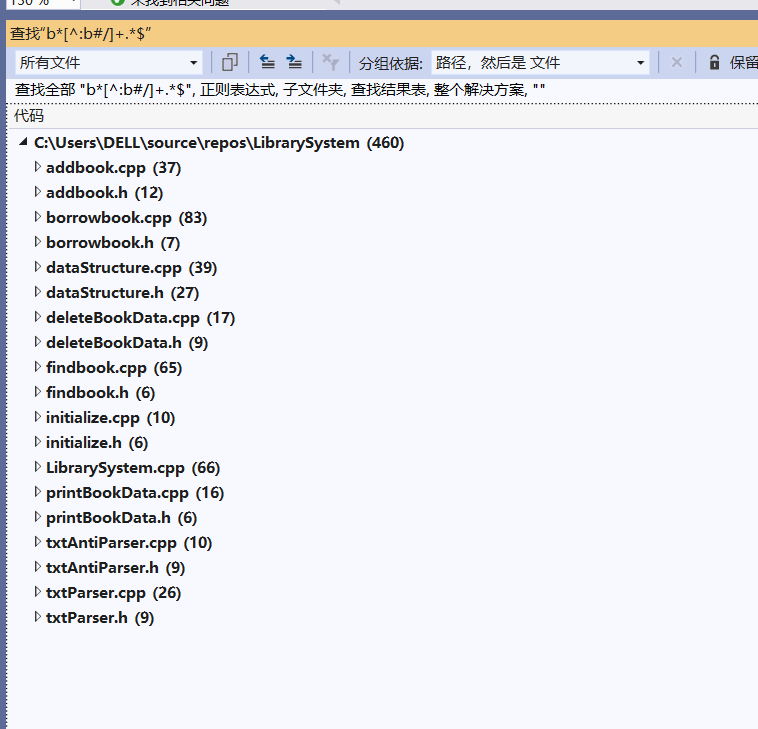 150 %
未找到相关问题
查找"b*[^:b#/]+.*$"
所有文件
分组依据: 路径，然后是 文件
保留
查找全部 "b*[^:b#/]+.*$", 正则表达式, 子文件夹, 查找结果表, 整个解决方案, ""
代码
C:\Users\DELL\source\repos\LibrarySystem (460)
addbook.cpp (37)
addbook.h (12)
borrowbook.cpp (83)
borrowbook.h (7)
dataStructure.cpp (39)
dataStructure.h (27)
deleteBookData.cpp (17)
deleteBookData.h (9)
findbook.cpp (65)
findbook.h (6)
initialize.cpp (10)
initialize.h (6)
LibrarySystem.cpp (66)
printBookData.cpp (16)
printBookData.h (6)
txtAntiParser.cpp (10)
txtAntiParser.h (9)
txtParser.cpp (26)
txtParser.h (9)